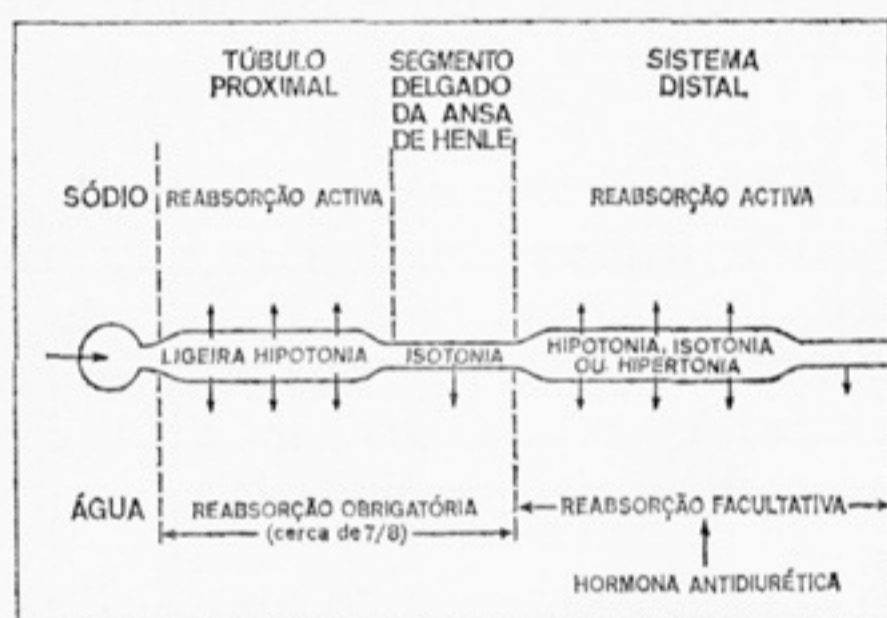 TÚBULO
PROXIMAL
SEGMENTO
DELGADO
DA ANSA
DE HENLE
SISTEMA
DISTAL
SÓDIO
REABSORÇÃO ACTIVA
REABSORÇÃO ACTIVA
LIGEIRA HIPOTONIA
ISOTONIA
HIPOTONIA, ISOTONIA
OU HIPERTONIA
ÁGUA
REABSORÇÃO OBRIGATÓRIA
(cerca de 7/8)
REABSORÇÃO FACULTATIVA
HORMONA ANTIDIURÉTICA